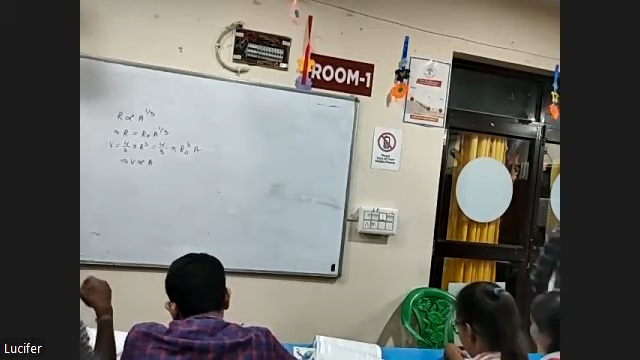 ROOM-1
R ∝ A^1/3
⇒ R = R₀ A^1/3
V = 4/3 π R³ = 4/3 π R₀³ A
⇒ V ∝ A
Lucifer